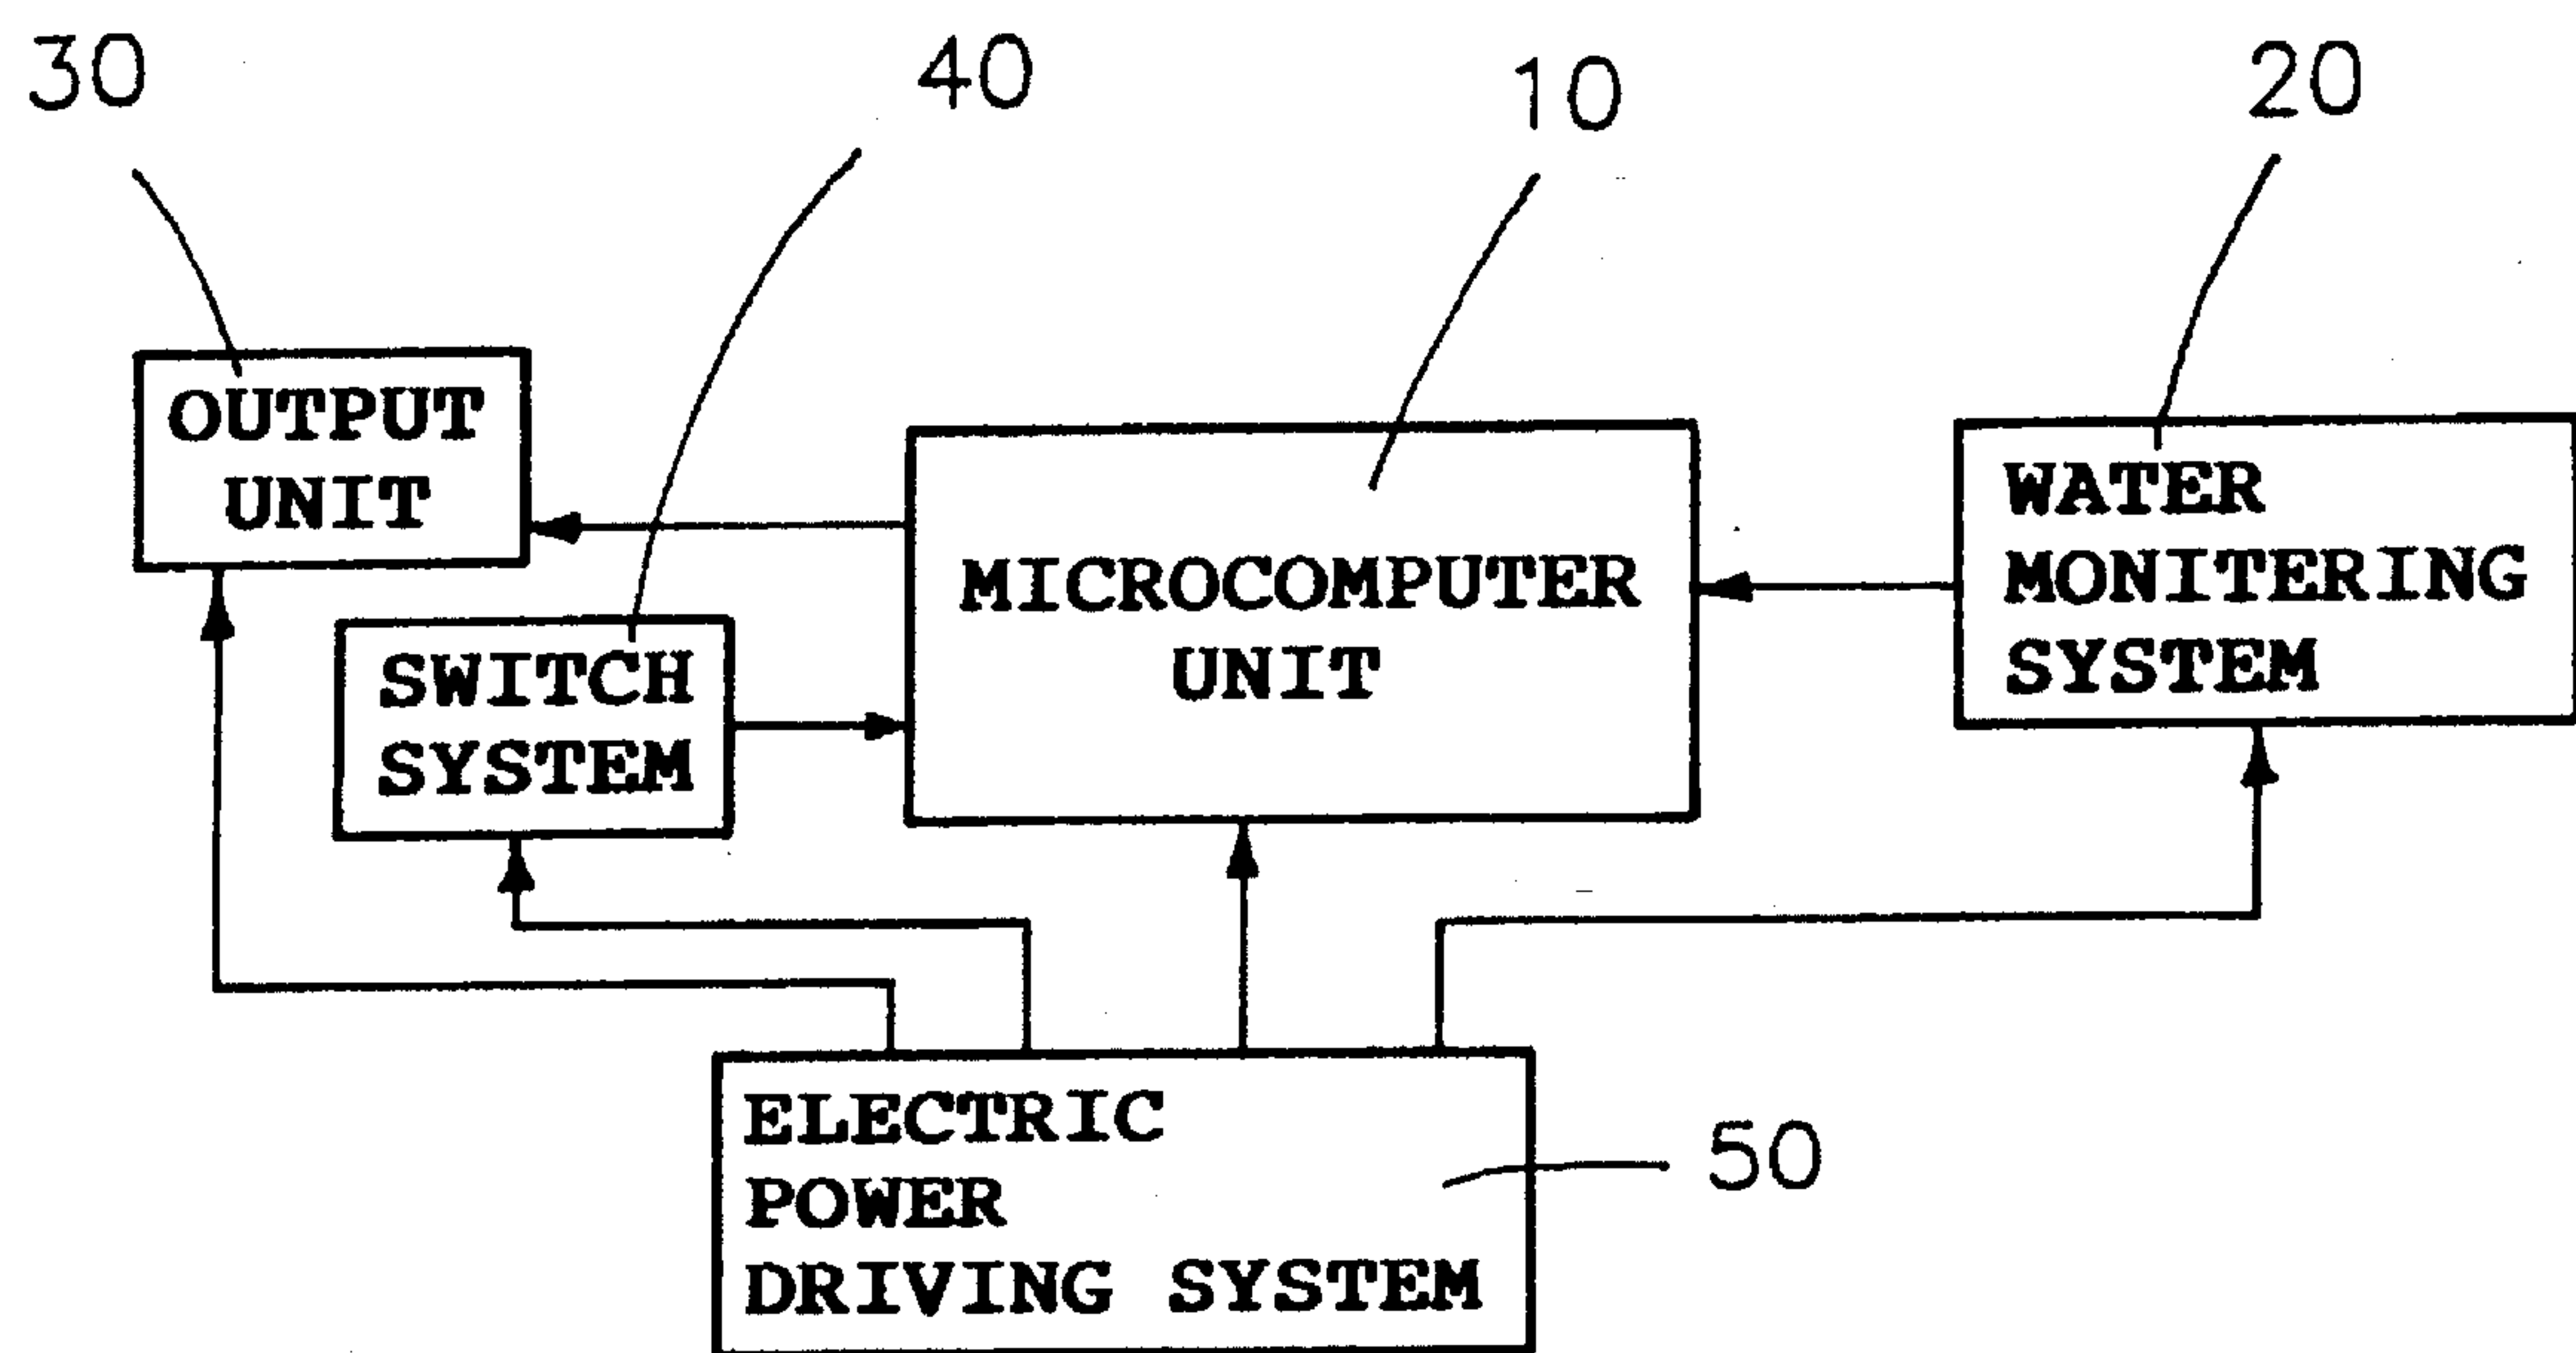 30
40
10
20
OUTPUT
UNIT
SWITCH
SYSTEM
MICROCOMPUTER
UNIT
WATER
MONITERING
SYSTEM
ELECTRIC
POWER
DRIVING SYSTEM
50